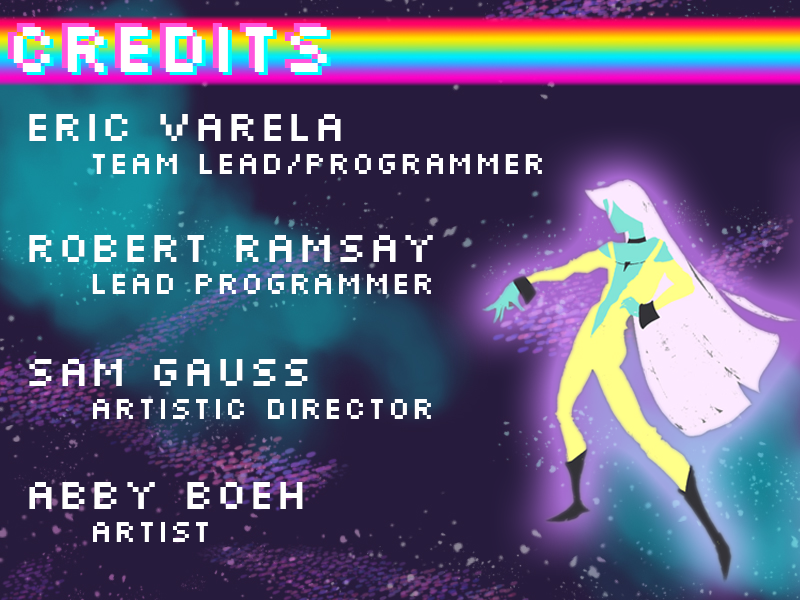 CREDITS
ERIC VARELA
TEAM LEAD/PROGRAMMER
ROBERT RAMSAY
LEAD PROGRAMMER
SAM GAUSS
ARTISTIC DIRECTOR
ABBY BOEH
ARTIST